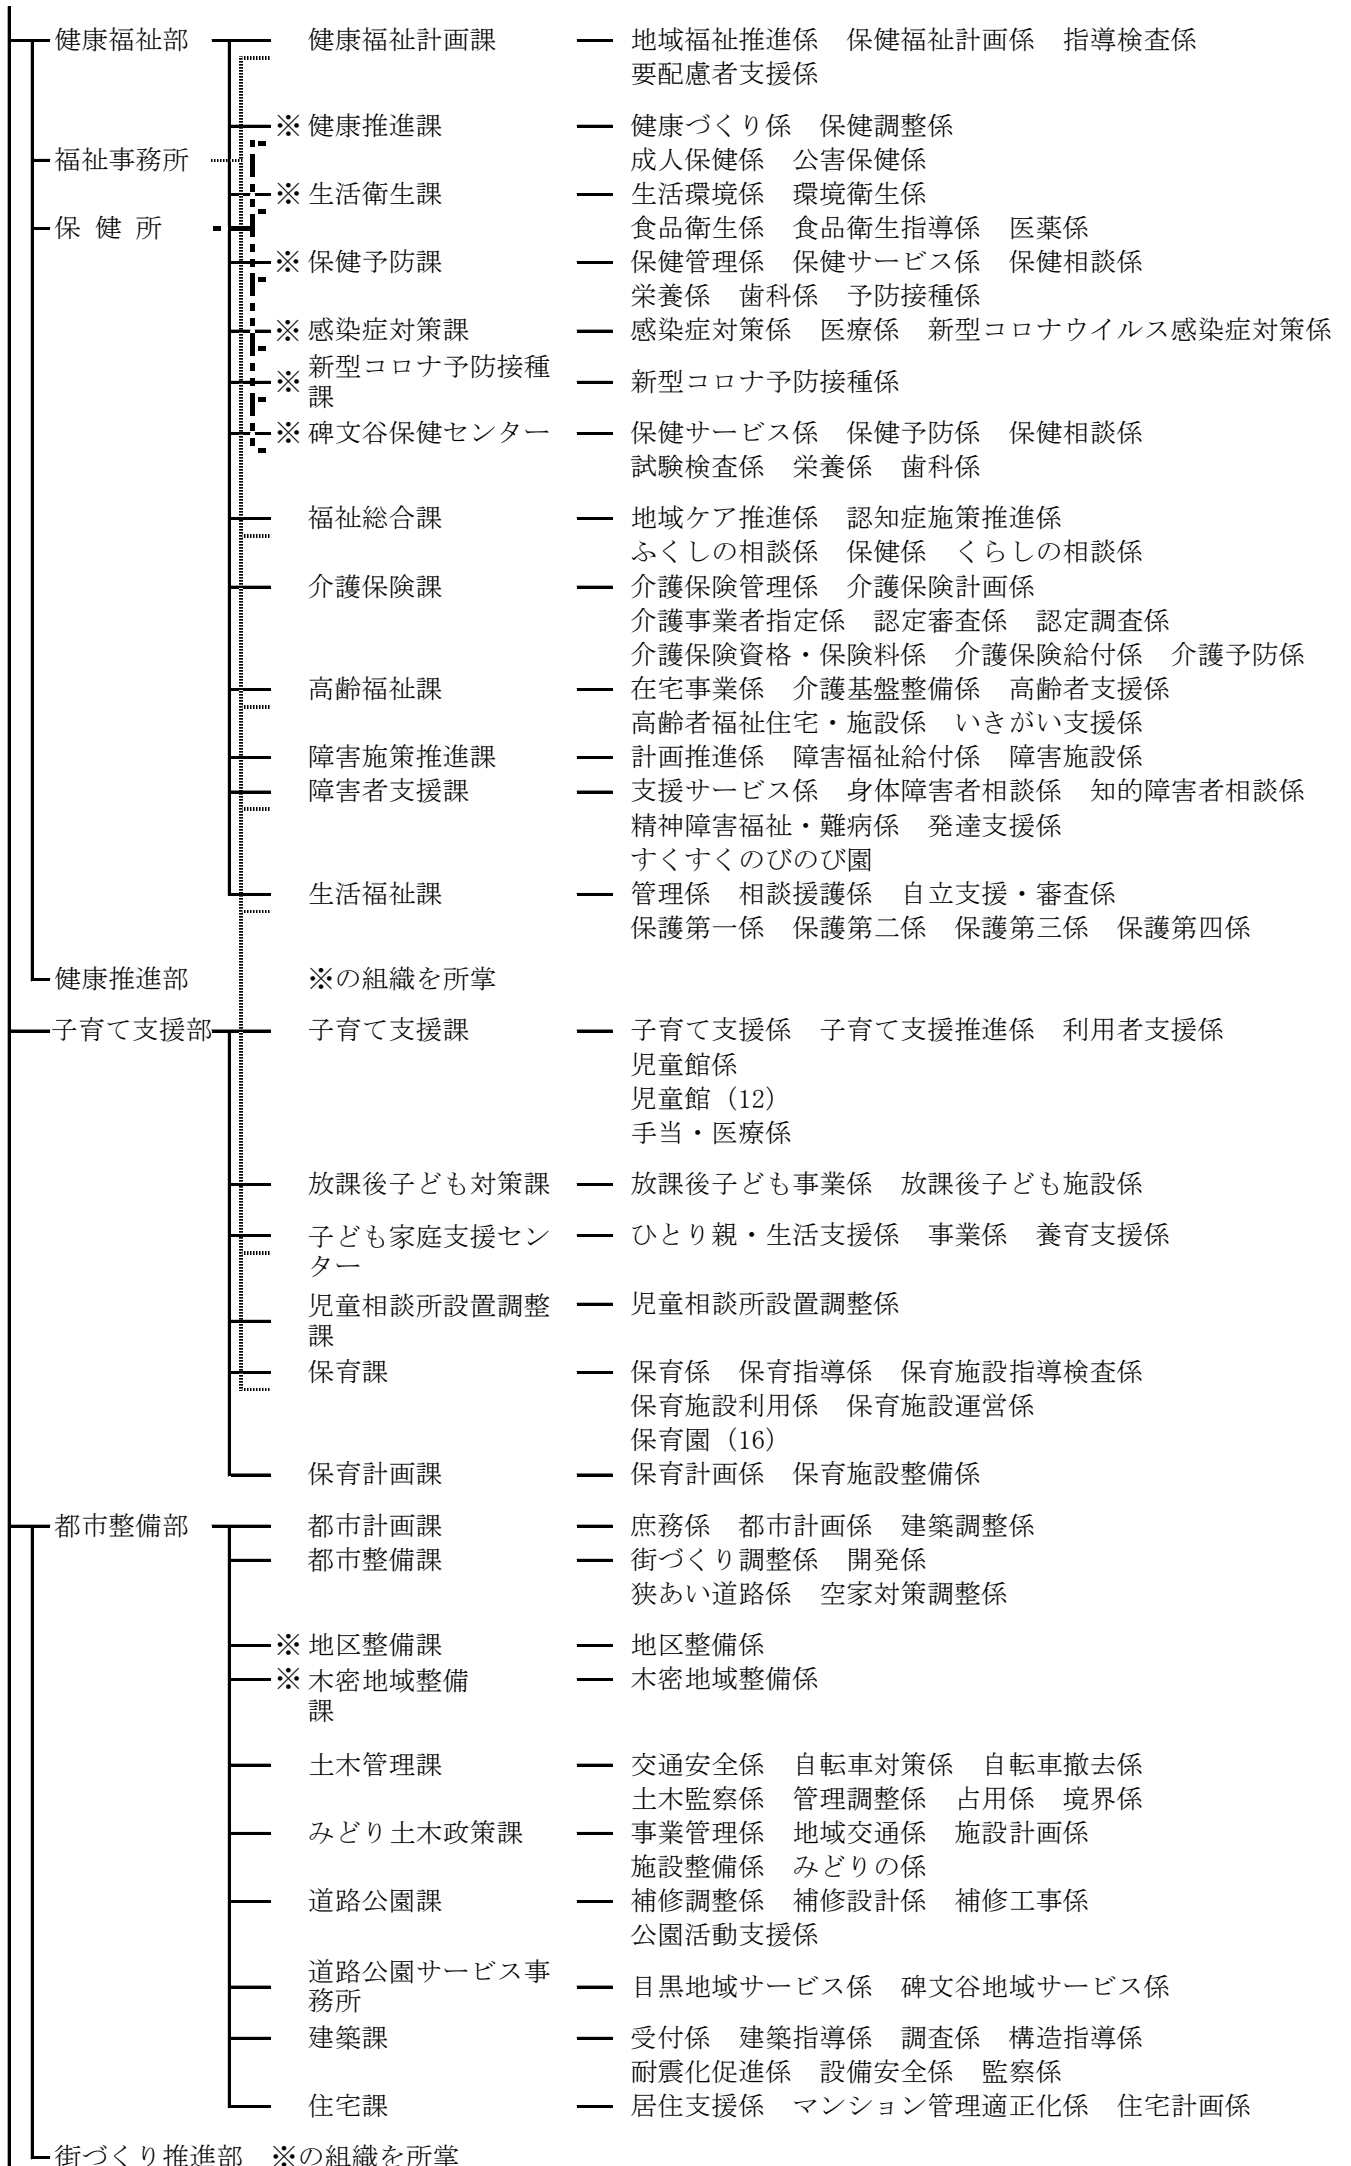 健康福祉部 健康福祉計画課 地域福祉推進係 保健福祉計画係 指導検査係
要配慮者支援係
※ 健康推進課 健康づくり係 保健調整係
福祉事務所 成人保健係 公害保健係
※ 生活衛生課 生活環境係 環境衛生係
保健所 食品衛生係 食品衛生指導係 医薬係
※ 保健予防課 保健管理係 保健サービス係 保健相談係
栄養係 歯科係 予防接種係
※ 感染症対策課 感染症対策係 医療係 新型コロナウイルス感染症対策係
※ 新型コロナ予防接種 新型コロナ予防接種係
課
※ 碑文谷保健センター 保健サービス係 保健予防係 保健相談係
試験検査係 栄養係 歯科係
福祉総合課 地域ケア推進係 認知症施策推進係
ふくしの相談係 保健係 くらしの相談係
介護保険課 介護保険管理係 介護保険計画係
介護事業者指定係 認定審査係 認定調査係
介護保険資格・保険料係 介護保険給付係 介護予防係
高齢福祉課 在宅事業係 介護基盤整備係 高齢者支援係
高齢者福祉住宅・施設係 いきがい支援係
障害施策推進課 計画推進係 障害福祉給付係 障害施設係
障害者支援課 支援サービス係 身体障害者相談係 知的障害者相談係
精神障害福祉・難病係 発達支援係
すくすくのびのび園
生活福祉課 管理係 相談援護係 自立支援・審査係
保護第一係 保護第二係 保護第三係 保護第四係
健康推進部 ※の組織を所掌
子育て支援部 子育て支援課 子育て支援係 子育て支援推進係 利用者支援係
児童館係
児童館（12）
手当・医療係
放課後子ども対策課 放課後子ども事業係 放課後子ども施設係
子ども家庭支援セン ひとり親・生活支援係 事業係 養育支援係
ター
児童相談所設置調整 児童相談所設置調整係
課
保育課 保育係 保育指導係 保育施設指導検査係
保育施設利用係 保育施設運営係
保育園（16）
保育計画課 保育計画係 保育施設整備係
都市整備部 都市計画課 庶務係 都市計画係 建築調整係
都市整備課 街づくり調整係 開発係
狭あい道路係 空家対策調整係
※ 地区整備課 地区整備係
※ 木密地域整備 木密地域整備係
課
土木管理課 交通安全係 自転車対策係 自転車撤去係
土木監察係 管理調整係 占用係 境界係
みどり土木政策課 事業管理係 地域交通係 施設計画係
施設整備係 みどりの係
道路公園課 補修調整係 補修設計係 補修工事係
公園活動支援係
道路公園サービス事 目黒地域サービス係 碑文谷地域サービス係
務所
建築課 受付係 建築指導係 調査係 構造指導係
耐震化促進係 設備安全係 監察係
住宅課 居住支援係 マンション管理適正化係 住宅計画係
街づくり推進部 ※の組織を所掌